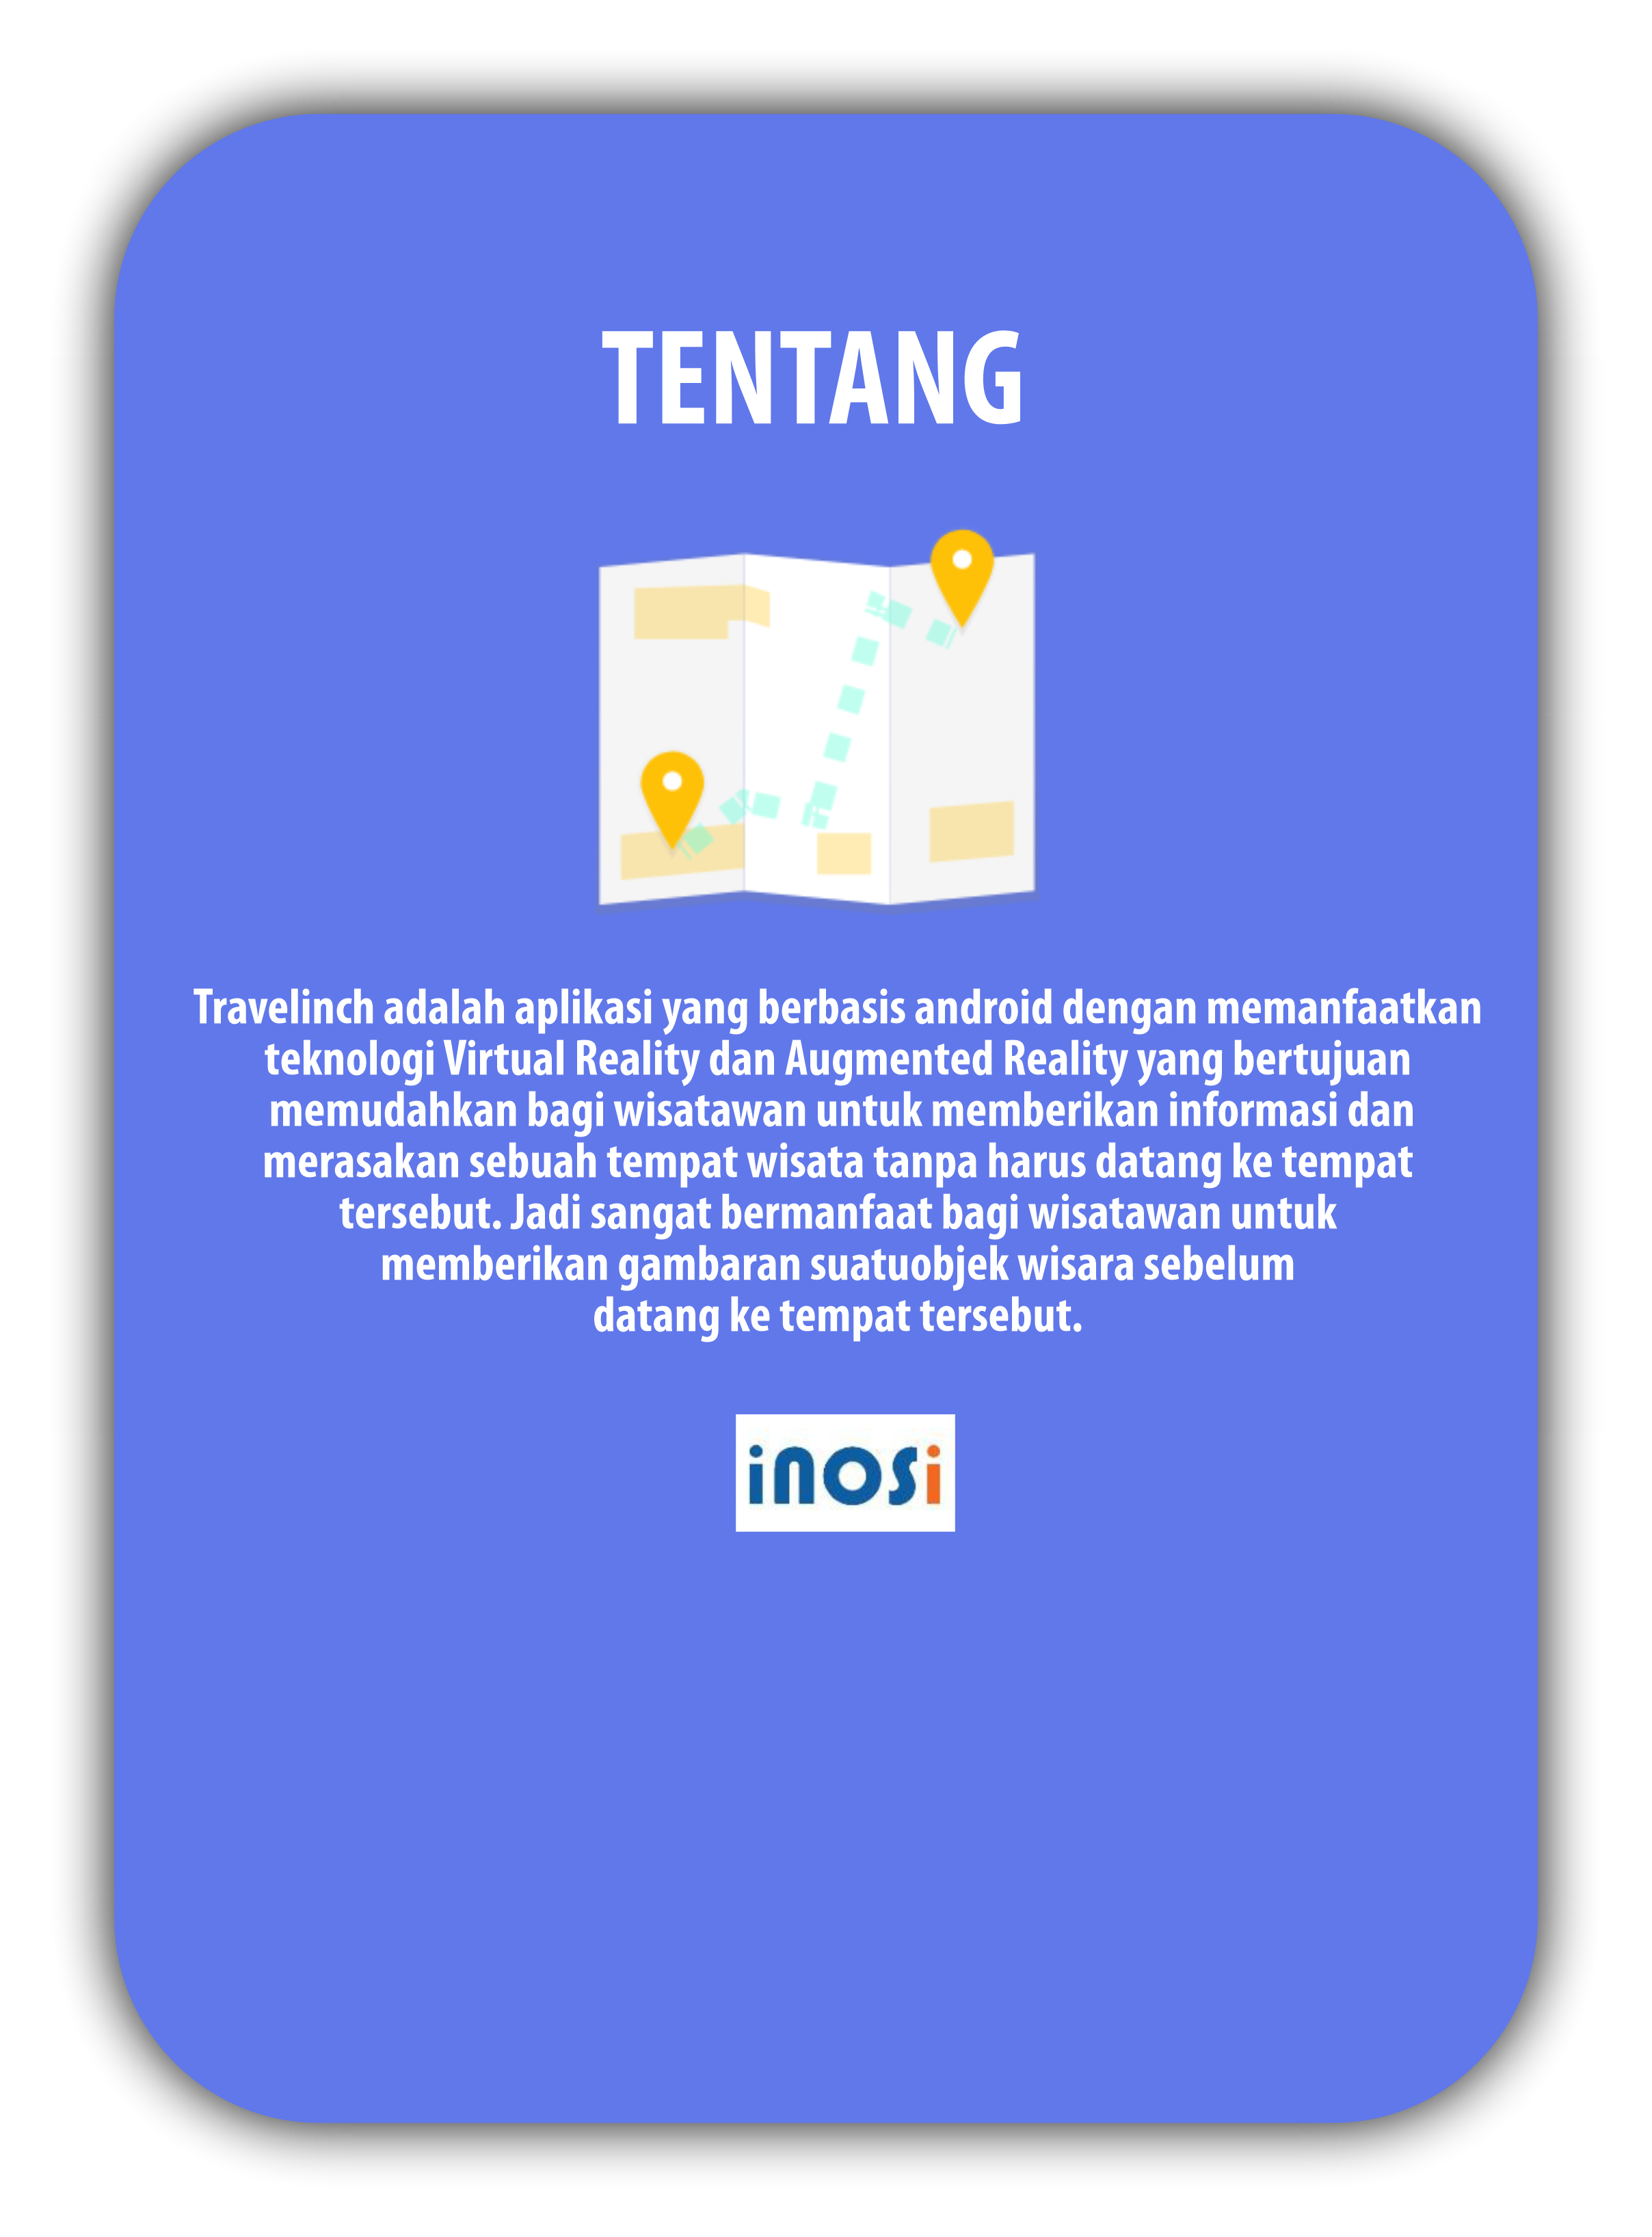 TENTANG
Travelinch adalah aplikasi yang berbasis android dengan memanfaatkan
teknologi Virtual Reality dan Augmented Reality yang bertujuan
memudahkan bagi wisatawan untuk memberikan informasi dan
merasakan sebuah tempat wisata tanpa harus datang ke tempat
tersebut. Jadi sangat bermanfaat bagi wisatawan untuk
memberikan gambaran suatuobjek wisara sebelum
datang ke tempat tersebut.
inosi